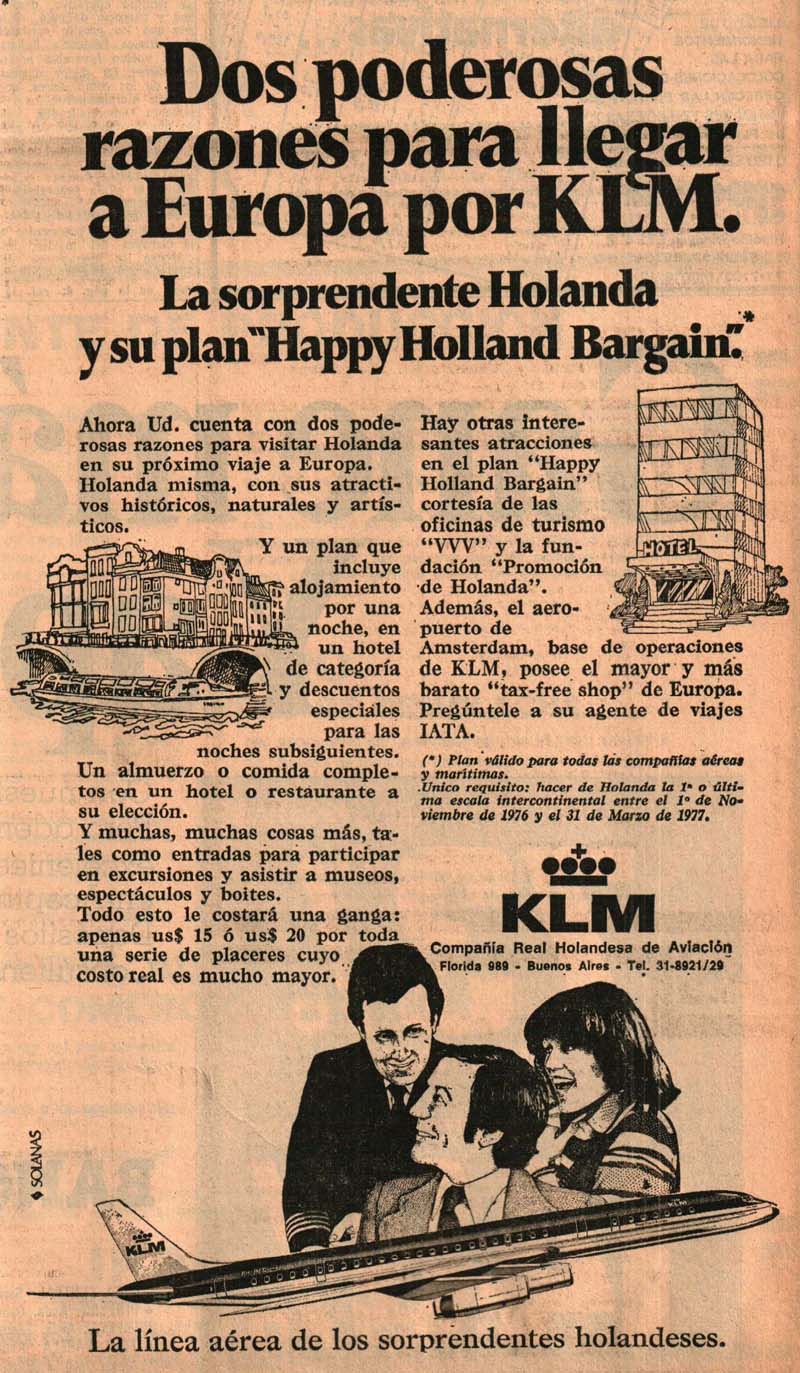 Dos poderosas
razones para llegar
a Europa por KLM.
La sorprendente Holanda
y su plan "Happy Holland Bargain".*
Ahora Ud. cuenta con dos pode-
rosas razones para visitar Holanda
en su próximo viaje a Europa.
Holanda misma, con sus atracti-
vos históricos, naturales y artís-
ticos.
Y un plan que
incluye
alojamiento
por una
noche, en
un hotel
de categoría
y descuentos
especiales
para las
noches subsiguientes.
Un almuerzo o comida comple-
tos en un hotel o restaurante a
su elección.
Y muchas, muchas cosas más, ta-
les como entradas para participar
en excursiones y asistir a museos,
espectáculos y boites.
Todo esto le costará una ganga:
apenas us$ 15 ó us$ 20 por toda
una serie de placeres cuyo
costo real es mucho mayor.
Hay otras intere-
santes atracciones
en el plan "Happy
Holland Bargain"
cortesía de las
oficinas de turismo
"VVV" y la fun-
dación "Promoción
de Holanda".
Además, el aero-
puerto de
Amsterdam, base de operaciones
de KLM, posee el mayor y más
barato "tax-free shop" de Europa.
Pregúntele a su agente de viajes
IATA.
HOTEL
(*) Plan válido para todas las compañías aéreas
y marítimas.
Unico requisito: hacer de Holanda la 1ª o últi-
ma escala intercontinental entre el 1º de No-
viembre de 1976 y el 31 de Marzo de 1977.
KLM
Compañía Real Holandesa de Aviación
Florida 989 - Buenos Aires - Tel. 31-8921/29
SOLANAS
KLM
KLM
La línea aérea de los sorprendentes holandeses.